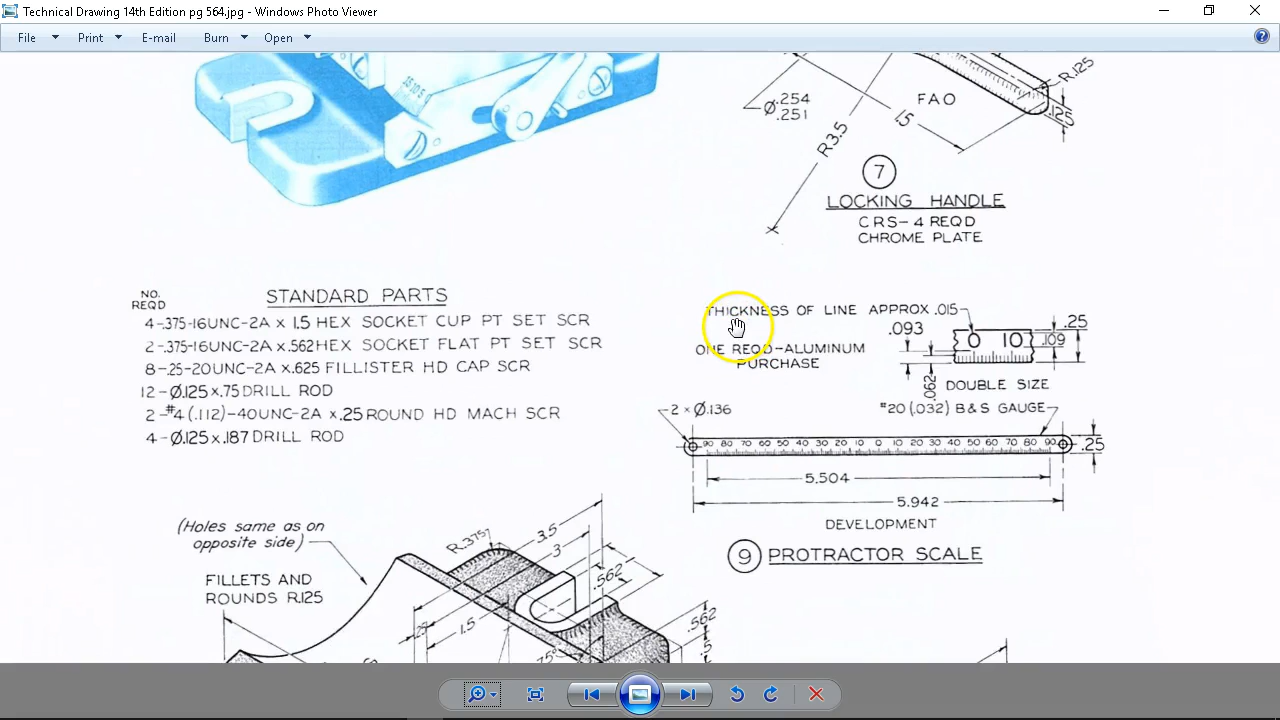 Technical Drawing 14th Edition pg 564.jpg - Windows Photo Viewer
File Print E-mail Burn Open
R.125
.125
Ø.254
.251
FAO
1.5
R3.5
7
LOCKING HANDLE
CRS-4 REQD
CHROME PLATE
NO.
REQD
STANDARD PARTS
4-.375-16UNC-2A x 1.5 HEX SOCKET CUP PT SET SCR
2-.375-16UNC-2A x .562 HEX SOCKET FLAT PT SET SCR
8-.25-20UNC-2A x .625 FILLISTER HD CAP SCR
12-Ø.125 x .75 DRILL ROD
2-#4 (.112)-40UNC-2A x .25 ROUND HD MACH SCR
4-Ø.125 x .187 DRILL ROD
THICKNESS OF LINE APPROX .015
ONE REQD-ALUMINUM
PURCHASE
.093
.062
0 10
.25
.109
DOUBLE SIZE
2 x Ø.136
#20 (.032) B&S GAUGE
90 80 70 60 50 40 30 20 10 0 10 20 30 40 50 60 70 80 90
.25
5.504
5.942
DEVELOPMENT
9 PROTRACTOR SCALE
(Holes same as on
opposite side)
FILLETS AND
ROUNDS R.125
R.375
3.5
3
.562
1.5
.25
.562
.5